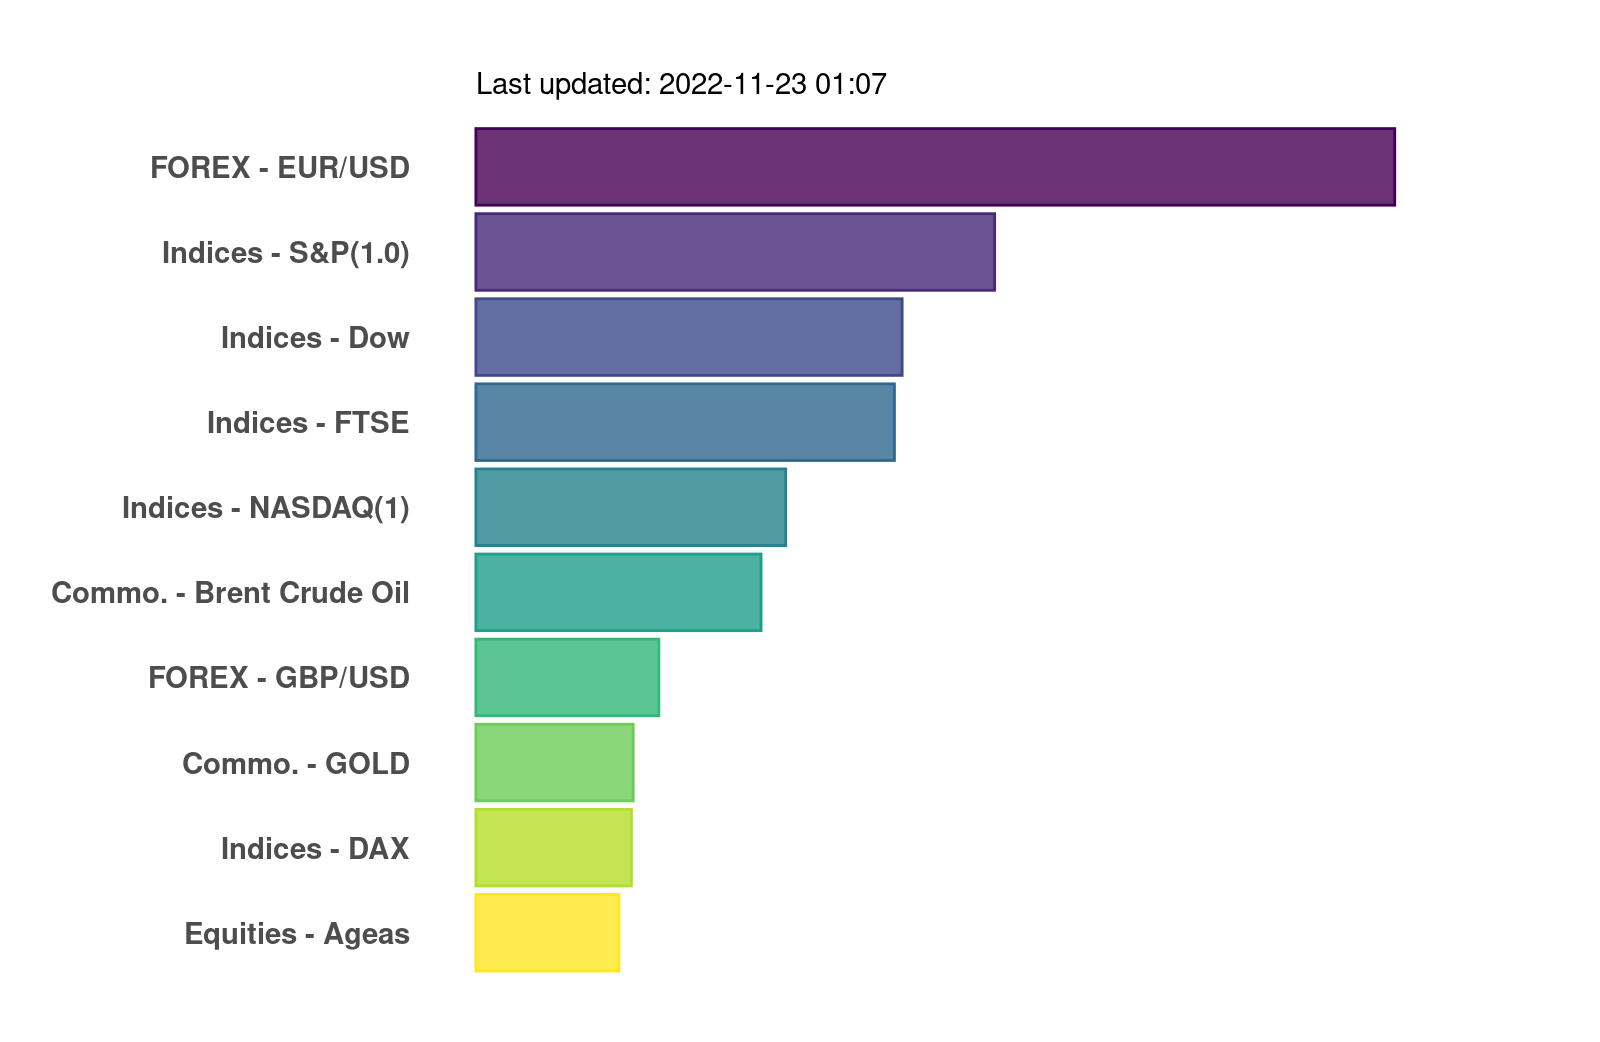 Last updated: 2022-11-23 01:07
FOREX - EUR/USD
Indices - S&P(1.0)
Indices - Dow
Indices - FTSE
Indices - NASDAQ(1)
Commo. - Brent Crude Oil
FOREX - GBP/USD
Commo. - GOLD
Indices - DAX
Equities - Ageas